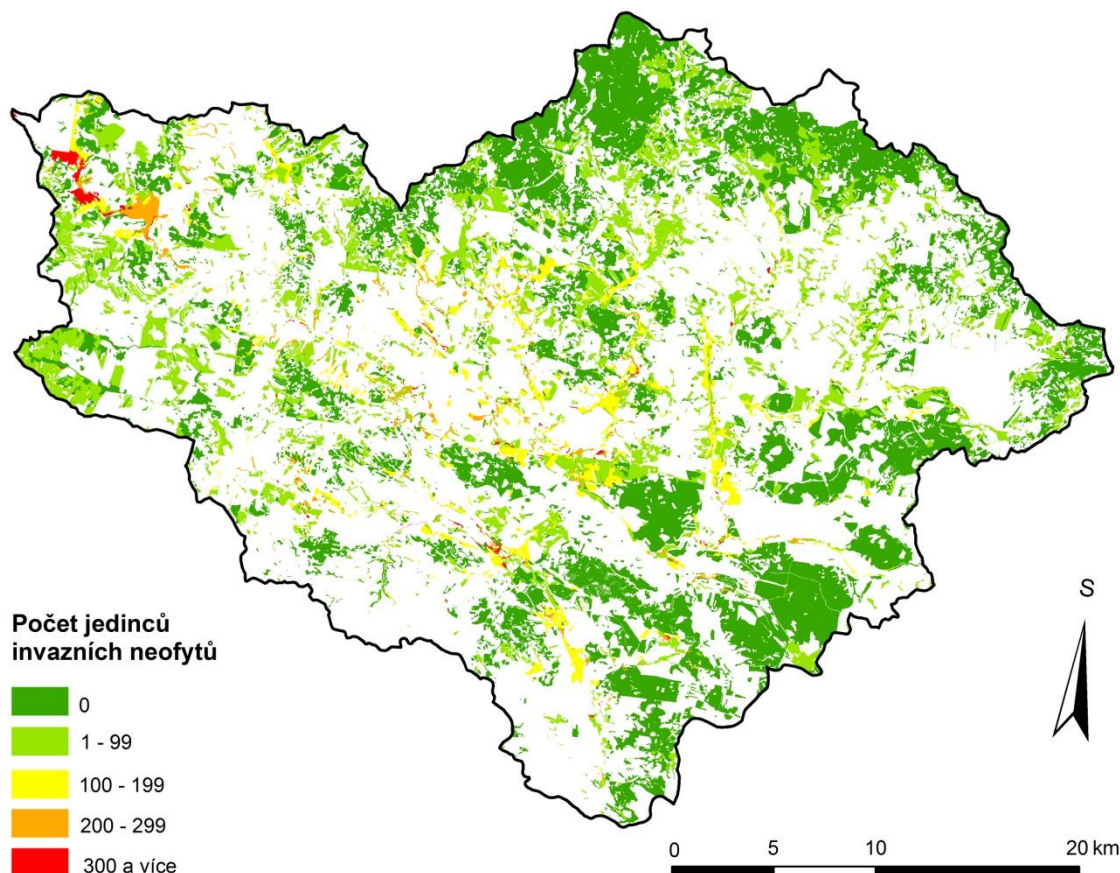 Počet jedinců
invazních neofytů
0
1 - 99
100 - 199
200 - 299
300 a více
S
0 5 10 20 km